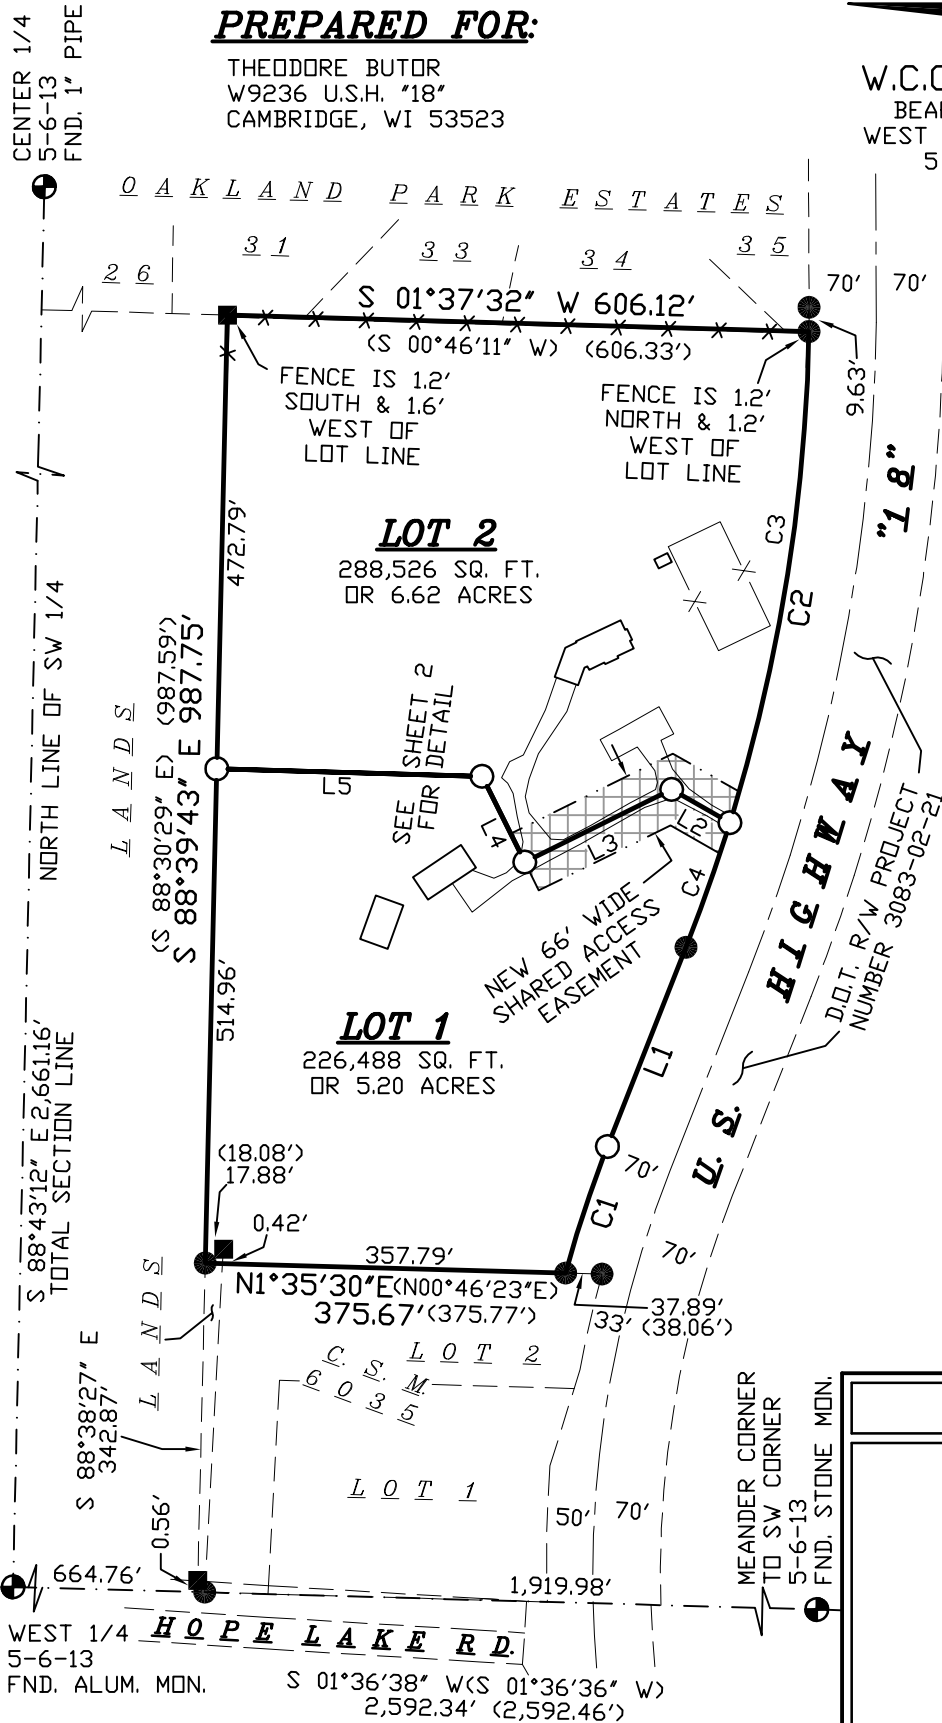 PREPARED FOR:
THEODORE BUTOR
W9236 U.S.H. "18"
CAMBRIDGE, WI 53523
CENTER 1/4
5-6-13
FND. 1" PIPE
W.C.C
BEA
WEST
5
OAKLAND PARK ESTATES
26
31
33
34
35
70'
70'
S 01°37'32" W 606.12'
(S 00°46'11" W) (606.33')
9.63'
FENCE IS 1.2'
SOUTH & 1.6'
WEST OF
LOT LINE
FENCE IS 1.2'
NORTH & 1.2'
WEST OF
LOT LINE
472.79'
LOT 2
288,526 SQ. FT.
OR 6.62 ACRES
C3
C2
U.S. HIGHWAY "18"
NORTH LINE OF SW 1/4
LANDS
(S 88°30'29" E) (987.59')
S 88°39'43" E 987.75'
SEE SHEET 2
FOR DETAIL
L5
L4
L3
L2
C4
NEW 66' WIDE
SHARED ACCESS
EASEMENT
D.O.T. R/W PROJECT
NUMBER 3083-02-21
514.96'
LOT 1
226,488 SQ. FT.
OR 5.20 ACRES
L1
S 88°43'12" E 2,661.16'
TOTAL SECTION LINE
(18.08')
17.88'
0.42'
70'
C1
70'
357.79'
N1°35'30"E(N00°46'23"E)
375.67'(375.77')
37.89'
33' (38.06')
LANDS
C.S.M.
6035
LOT 2
S 88°38'27" E
342.87'
LOT 1
50'
70'
0.56'
MEANDER CORNER
TO SW CORNER
5-6-13
FND. STONE MON.
664.76'
1,919.98'
WEST 1/4
5-6-13
FND. ALUM. MON.
HOPE LAKE RD.
S 01°36'38" W(S 01°36'36" W)
2,592.34' (2,592.46')